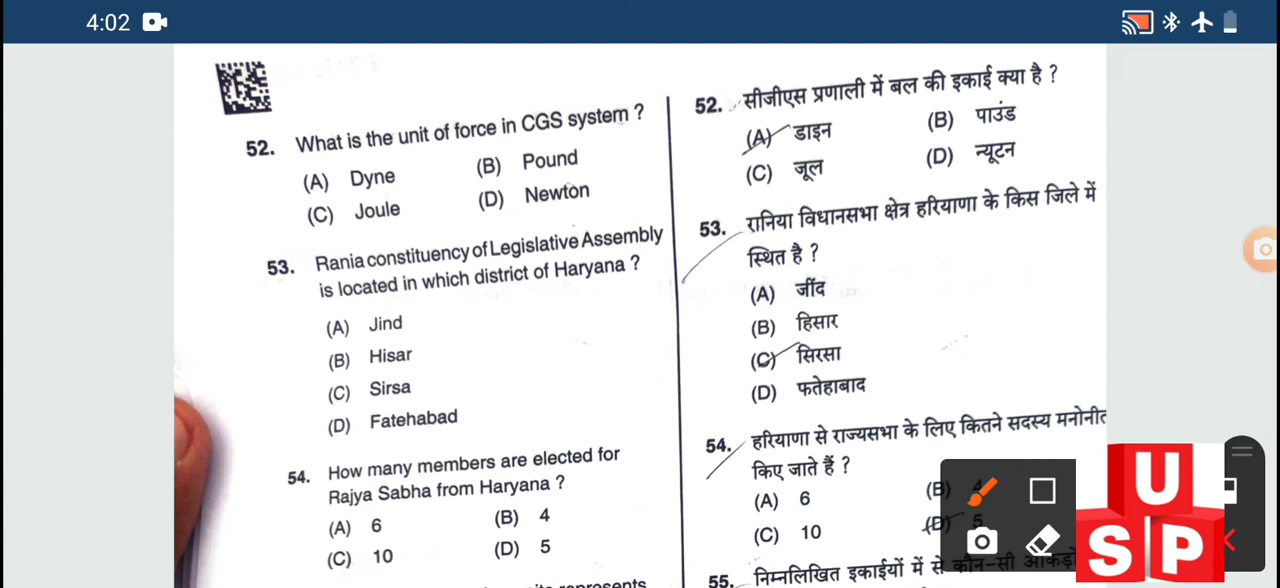 4:02
52. What is the unit of force in CGS system ?
(A) Dyne
(B) Pound
(C) Joule
(D) Newton
53. Rania constituency of Legislative Assembly
is located in which district of Haryana ?
(A) Jind
(B) Hisar
(C) Sirsa
(D) Fatehabad
54. How many members are elected for
Rajya Sabha from Haryana ?
(A) 6
(B) 4
(C) 10
(D) 5
52. सीजीएस प्रणाली में बल की इकाई क्या है ?
(A) डाइन
(B) पाउंड
(C) जूल
(D) न्यूटन
53. रानिया विधानसभा क्षेत्र हरियाणा के किस जिले में
स्थित है ?
(A) जींद
(B) हिसार
(C) सिरसा
(D) फतेहाबाद
54. हरियाणा से राज्यसभा के लिए कितने सदस्य मनोनीत
किए जाते हैं ?
(A) 6
(B) 4
(C) 10
(D) 5
55. निम्नलिखित इकाईयों में से कौन-सी
U
S P